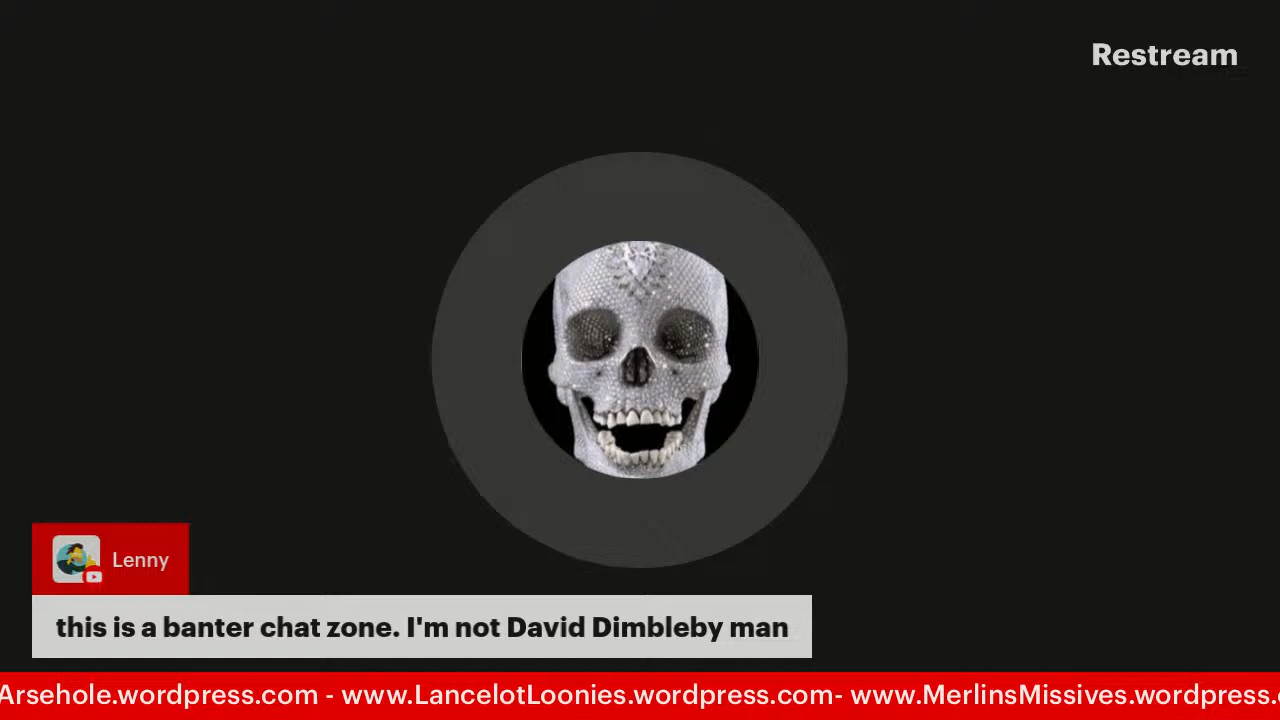 Restream
Lenny
this is a banter chat zone. I'm not David Dimbleby man
Arsehole.wordpress.com - www.LancelotLoonies.wordpress.com- www.MerlinsMissives.wordpress.